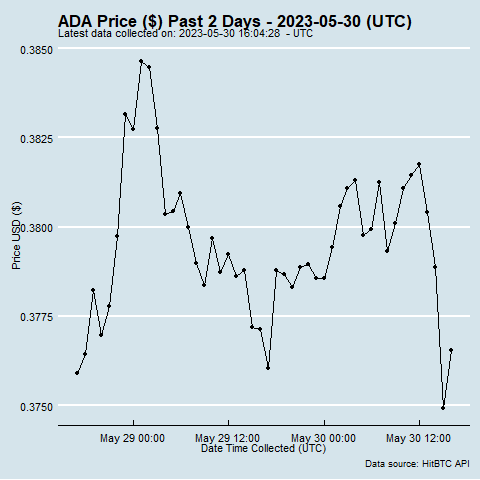 ADA Price ($) Past 2 Days - 2023-05-30 (UTC)
Latest data collected on: 2023-05-30 16:04:28 - UTC
0.3850
0.3825
0.3800
0.3775
0.3750
Price USD ($)
May 29 00:00
May 29 12:00
May 30 00:00
May 30 12:00
Date Time Collected (UTC)
Data source: HitBTC API